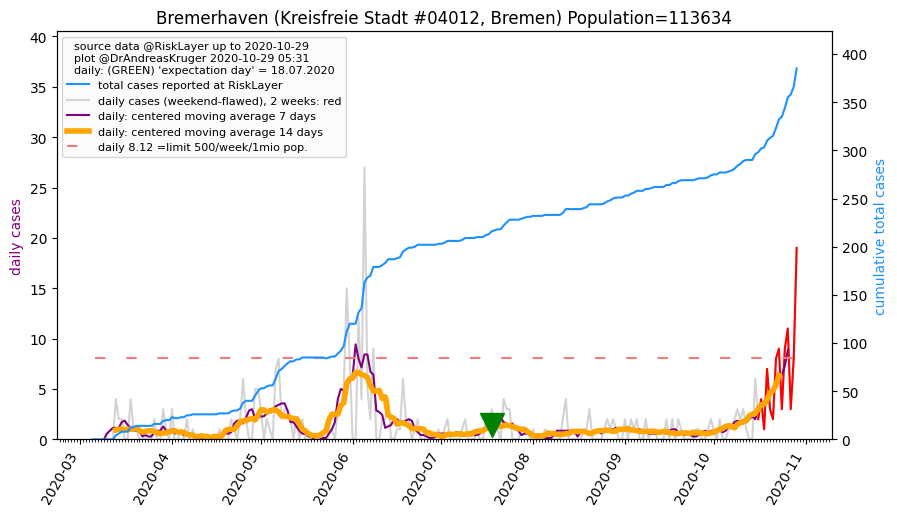 Bremerhaven (Kreisfreie Stadt #04012, Bremen) Population=113634
source data @RiskLayer up to 2020-10-29
plot @DrAndreasKruger 2020-10-29 05:31
daily: (GREEN) 'expectation day' = 18.07.2020
total cases reported at RiskLayer
daily cases (weekend-flawed), 2 weeks: red
daily: centered moving average 7 days
daily: centered moving average 14 days
daily 8.12 =limit 500/week/1mio pop.
daily cases
40
35
30
25
20
15
10
5
0
cumulative total cases
400
350
300
250
200
150
100
50
0
2020-03
2020-04
2020-05
2020-06
2020-07
2020-08
2020-09
2020-10
2020-11